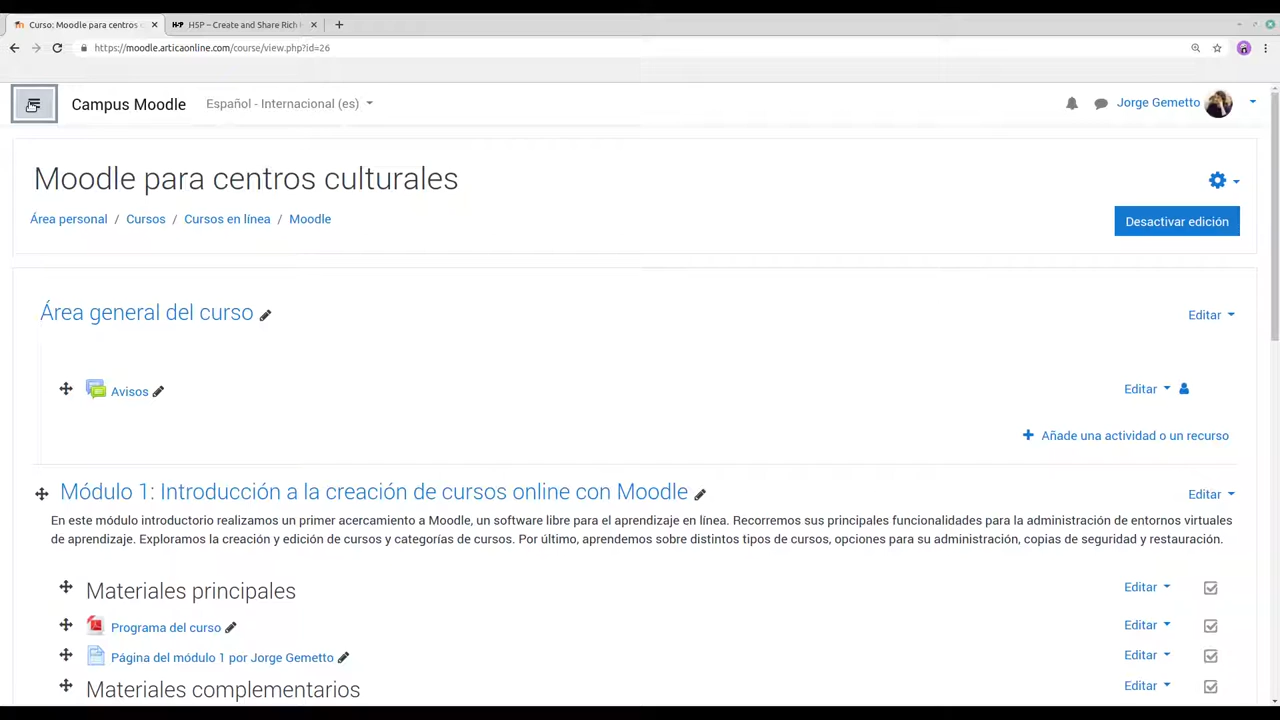 Curso: Moodle para centros
H5P – Create and Share Rich
https://moodle.articaonline.com/course/view.php?id=26
Campus Moodle
Español - Internacional (es)
Jorge Gemetto
Moodle para centros culturales
Área personal / Cursos / Cursos en línea / Moodle
Desactivar edición
Área general del curso
Editar
Avisos
Editar
Añade una actividad o un recurso
Módulo 1: Introducción a la creación de cursos online con Moodle
Editar
En este módulo introductorio realizamos un primer acercamiento a Moodle, un software libre para el aprendizaje en línea. Recorremos sus principales funcionalidades para la administración de entornos virtuales
de aprendizaje. Exploramos la creación y edición de cursos y categorías de cursos. Por último, aprendemos sobre distintos tipos de cursos, opciones para su administración, copias de seguridad y restauración.
Materiales principales
Editar
Programa del curso
Editar
Página del módulo 1 por Jorge Gemetto
Editar
Materiales complementarios
Editar